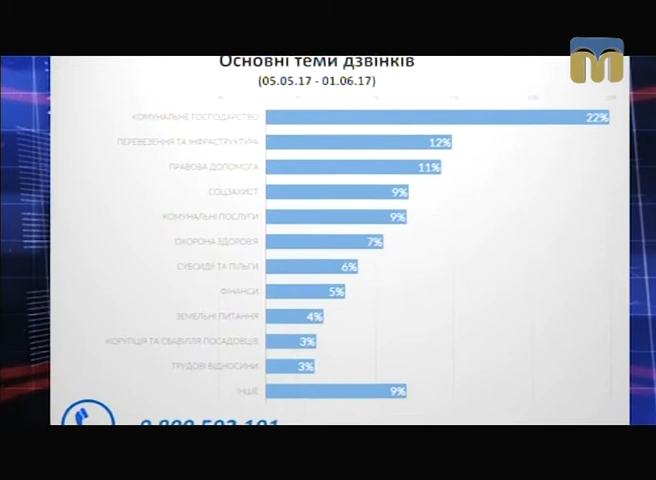 Основні теми дзвінків
(05.05.17 - 01.06.17)
КОМУНАЛЬНЕ ГОСПОДАРСТВО 22%
ПЕРЕВЕЗЕННЯ ТА ІНФРАСТРУКТУРА 12%
ПРАВОВА ДОПОМОГА 11%
СОЦЗАХИСТ 9%
КОМУНАЛЬНІ ПОСЛУГИ 9%
ОХОРОНА ЗДОРОВ'Я 7%
СУБСИДІЇ ТА ПІЛЬГИ 6%
ФІНАНСИ 5%
ЗЕМЕЛЬНІ ПИТАННЯ 4%
КОРУПЦІЯ ТА СВАВІЛЛЯ ПОСАДОВЦІВ 3%
ТРУДОВІ ВІДНОСИНИ 3%
ІНШЕ 9%